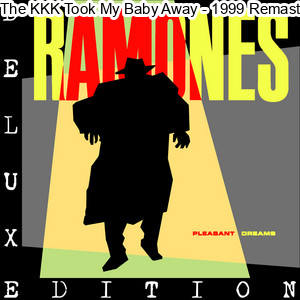 The KKK Took My Baby Away - 1999 Remast
RAMONES
PLEASANT DREAMS
DELUXE
EDITION